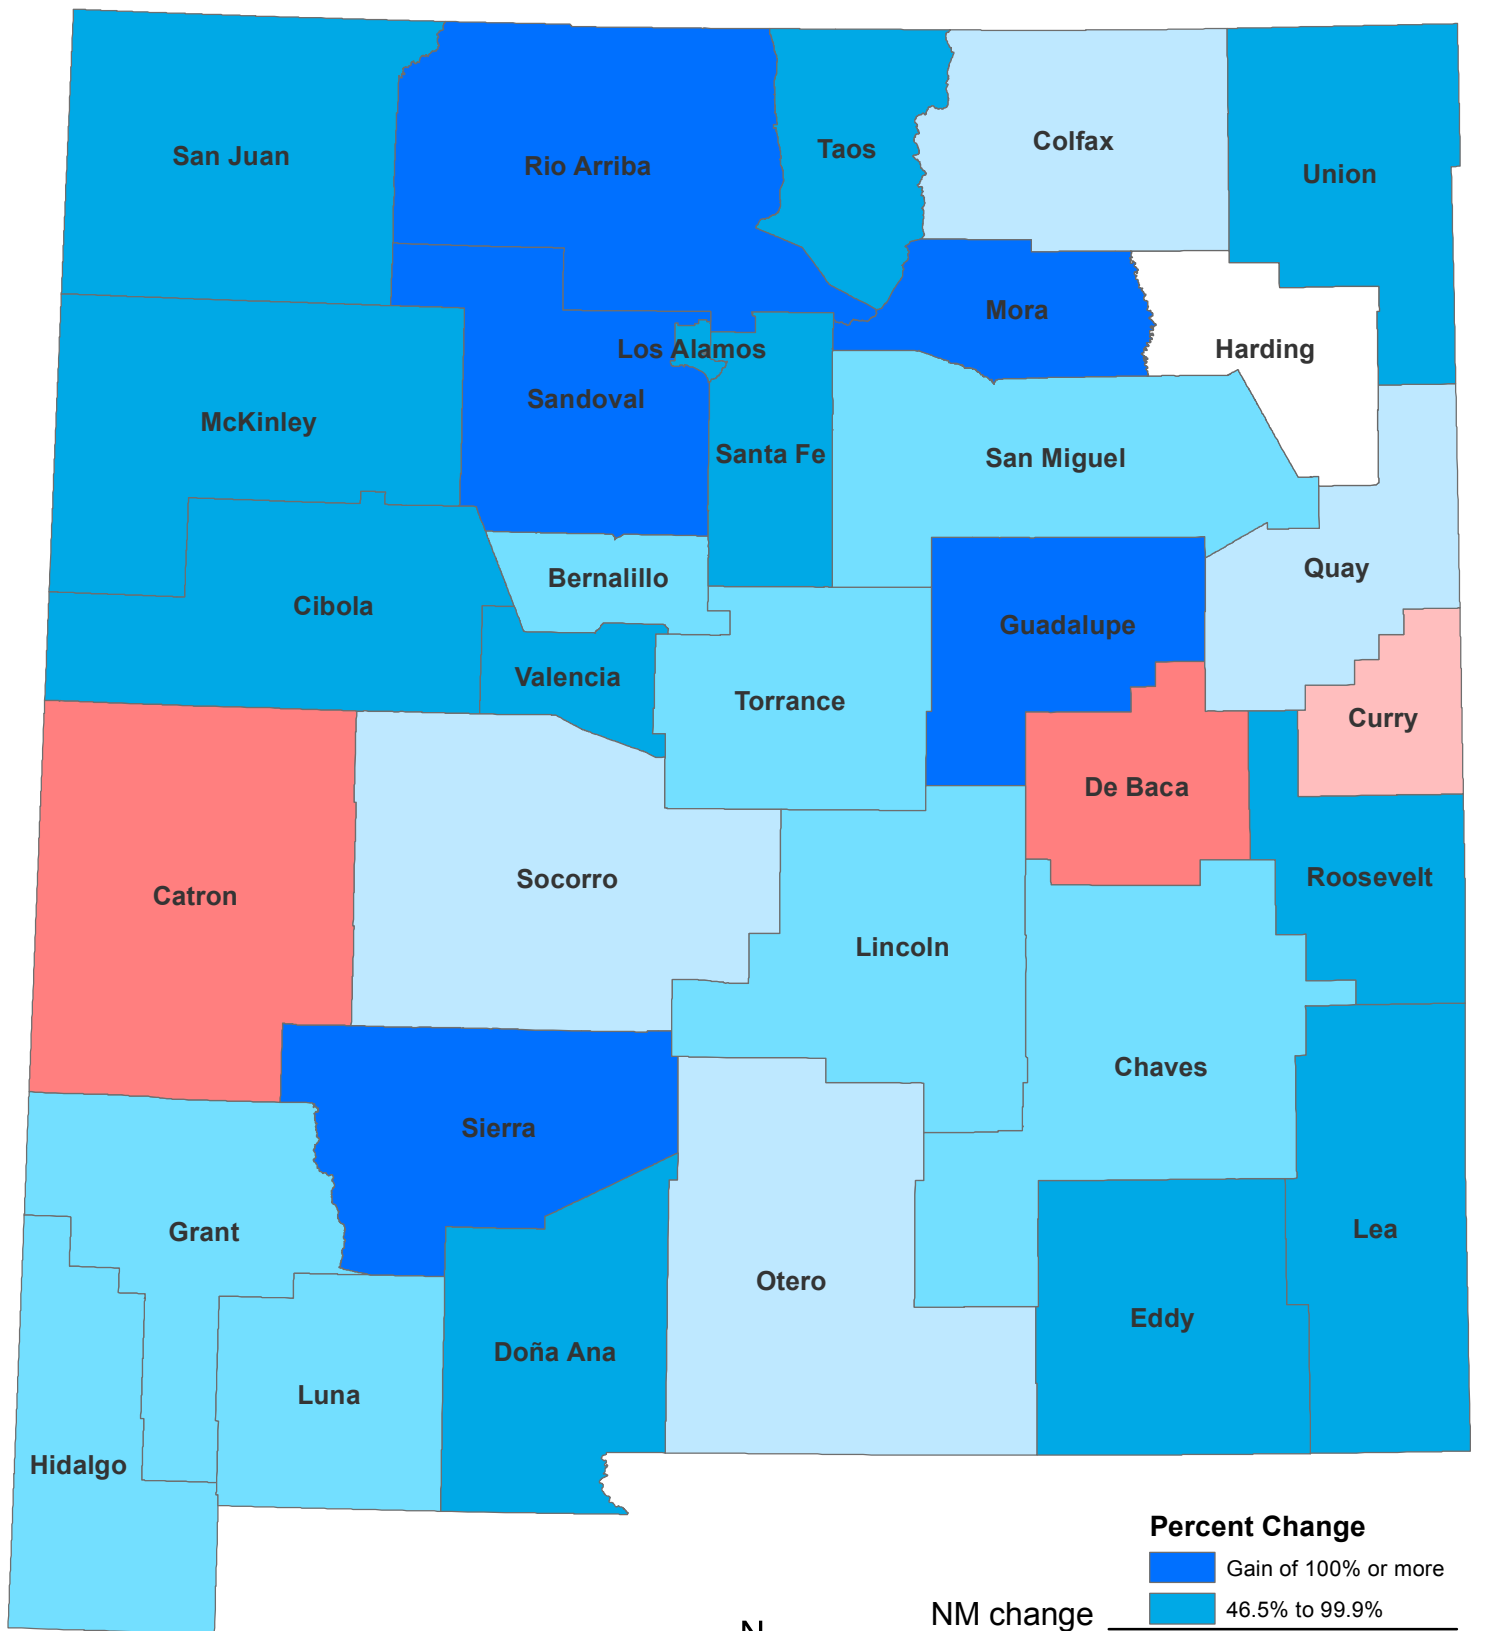 San Juan
Rio Arriba
Taos
Colfax
Union
Mora
Harding
Los Alamos
Sandoval
McKinley
Santa Fe
San Miguel
Quay
Bernalillo
Cibola
Guadalupe
Valencia
Torrance
Curry
De Baca
Roosevelt
Socorro
Catron
Lincoln
Chaves
Sierra
Grant
Lea
Otero
Eddy
Doña Ana
Luna
Hidalgo
Percent Change
Gain of 100% or more
46.5% to 99.9%
NM change
N